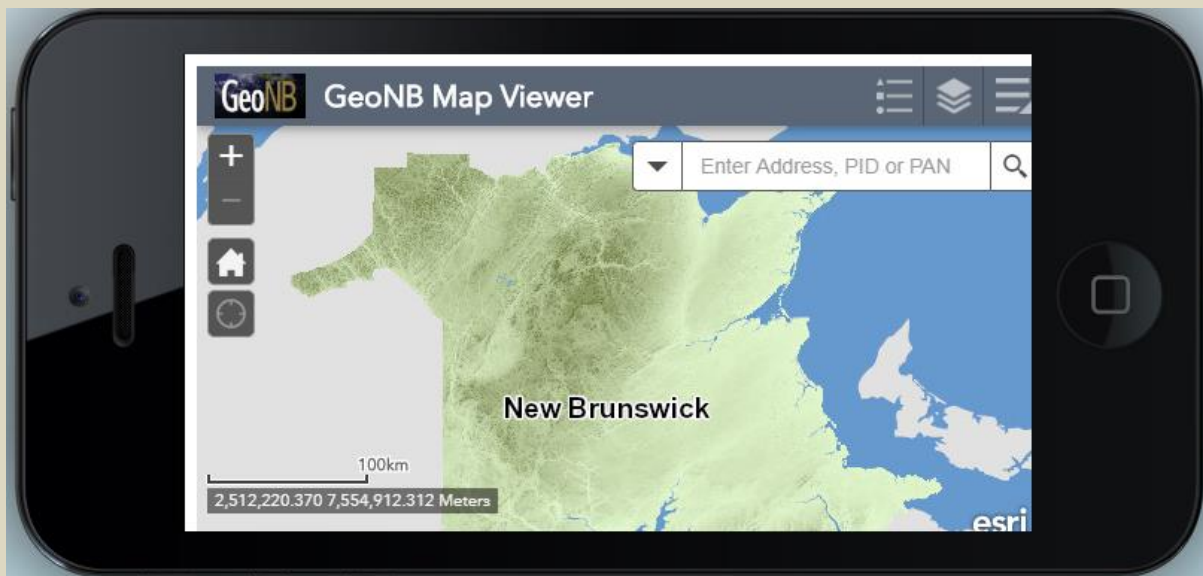 GeoNB GeoNB Map Viewer
+
Enter Address, PID or PAN
−
New Brunswick
100km
2,512,220.370 7,554,912.312 Meters
esri